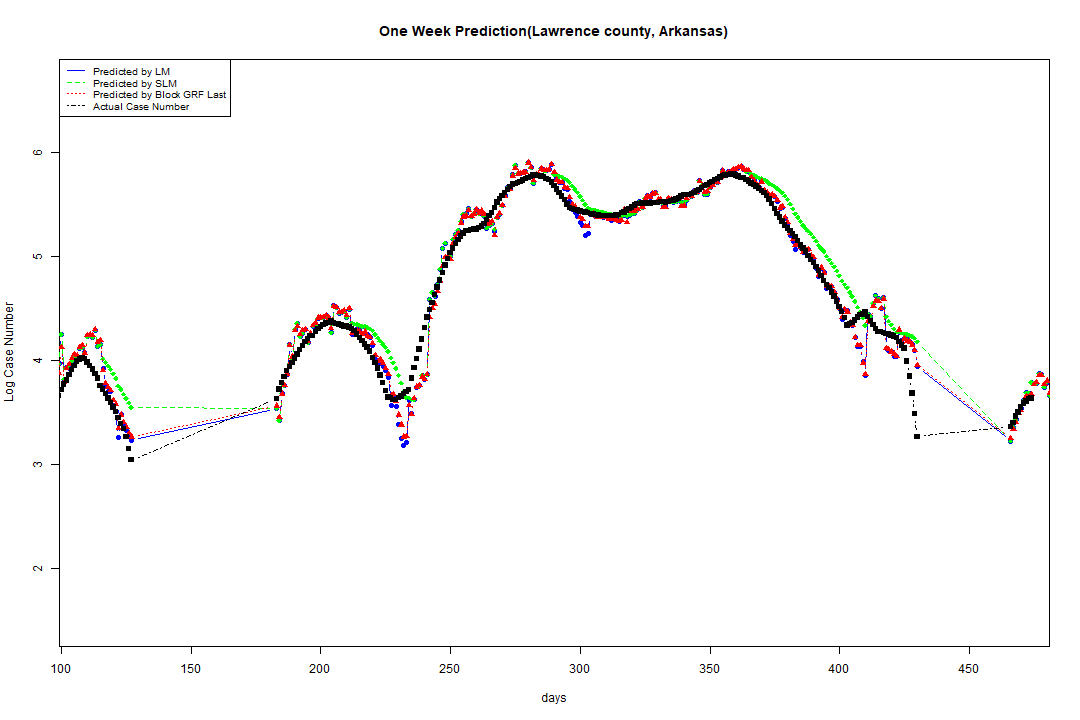 One Week Prediction(Lawrence county, Arkansas)
Predicted by LM
Predicted by SLM
Predicted by Block GRF Last
Actual Case Number
6
5
4
3
2
Log Case Number
100 150 200 250 300 350 400 450
days